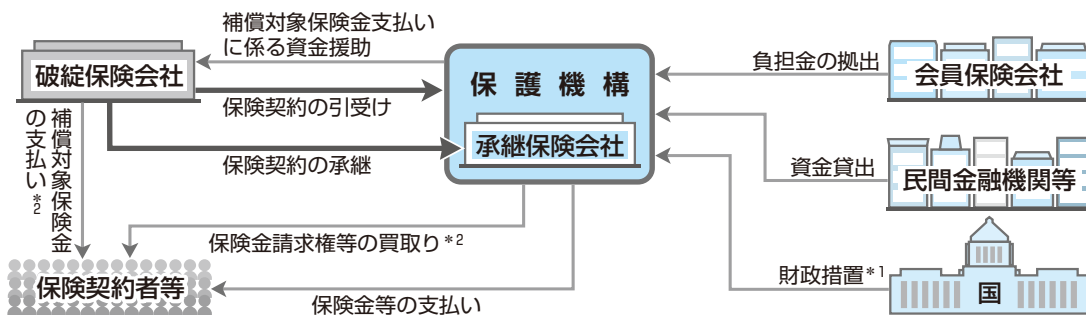 補償対象保険金支払い
に係る資金援助
破綻保険会社
保険契約の引受け
保険契約の承継
補償対象保険金
の支払い*2
保護機構
承継保険会社
負担金の拠出
会員保険会社
資金貸出
民間金融機関等
財政措置*1
国
保険金請求権等の買取り*2
保険契約者等
保険金等の支払い